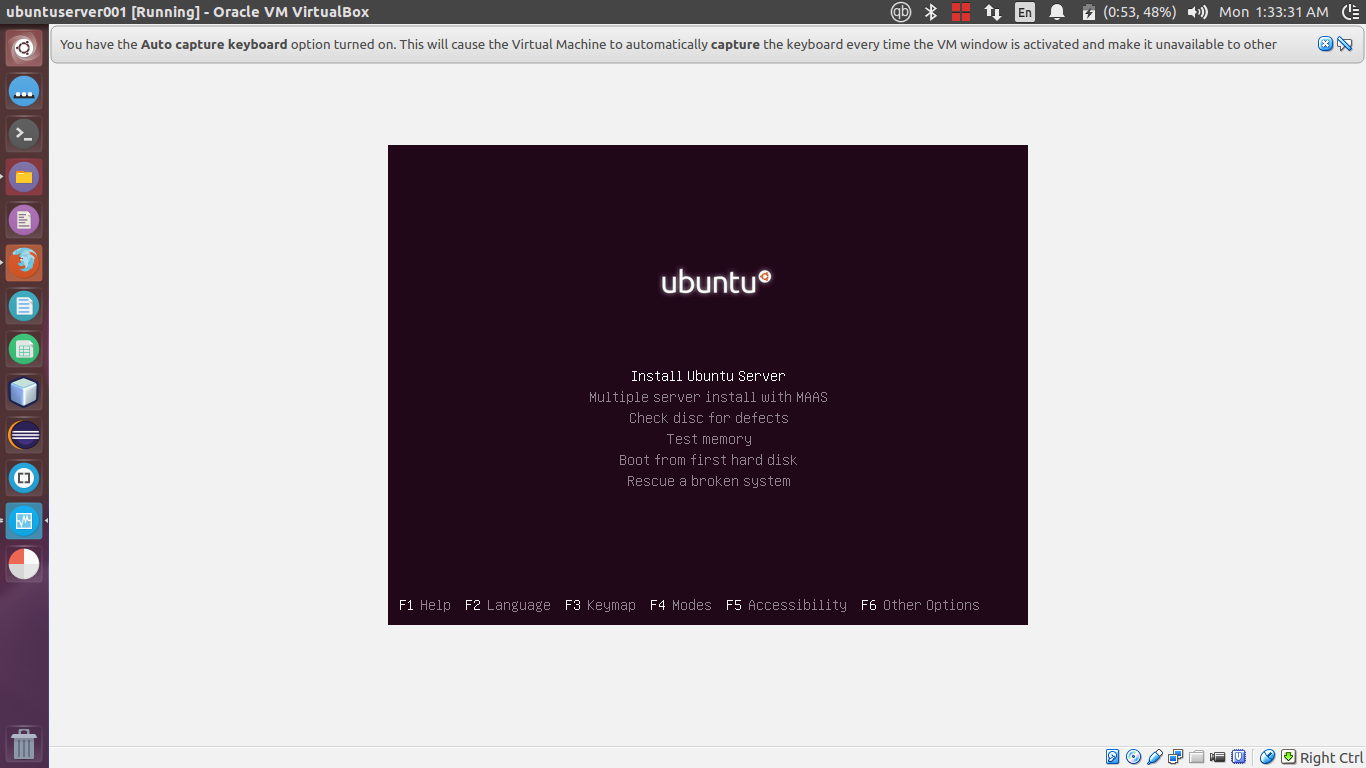 ubuntuserver001 [Running] - Oracle VM VirtualBox
qb En (0:53, 48%) Mon 1:33:31 AM
You have the Auto capture keyboard option turned on. This will cause the Virtual Machine to automatically capture the keyboard every time the VM window is activated and make it unavailable to other
ubuntu
Install Ubuntu Server
Multiple server install with MAAS
Check disc for defects
Test memory
Boot from first hard disk
Rescue a broken system
F1 Help F2 Language F3 Keymap F4 Modes F5 Accessibility F6 Other Options
Right Ctrl